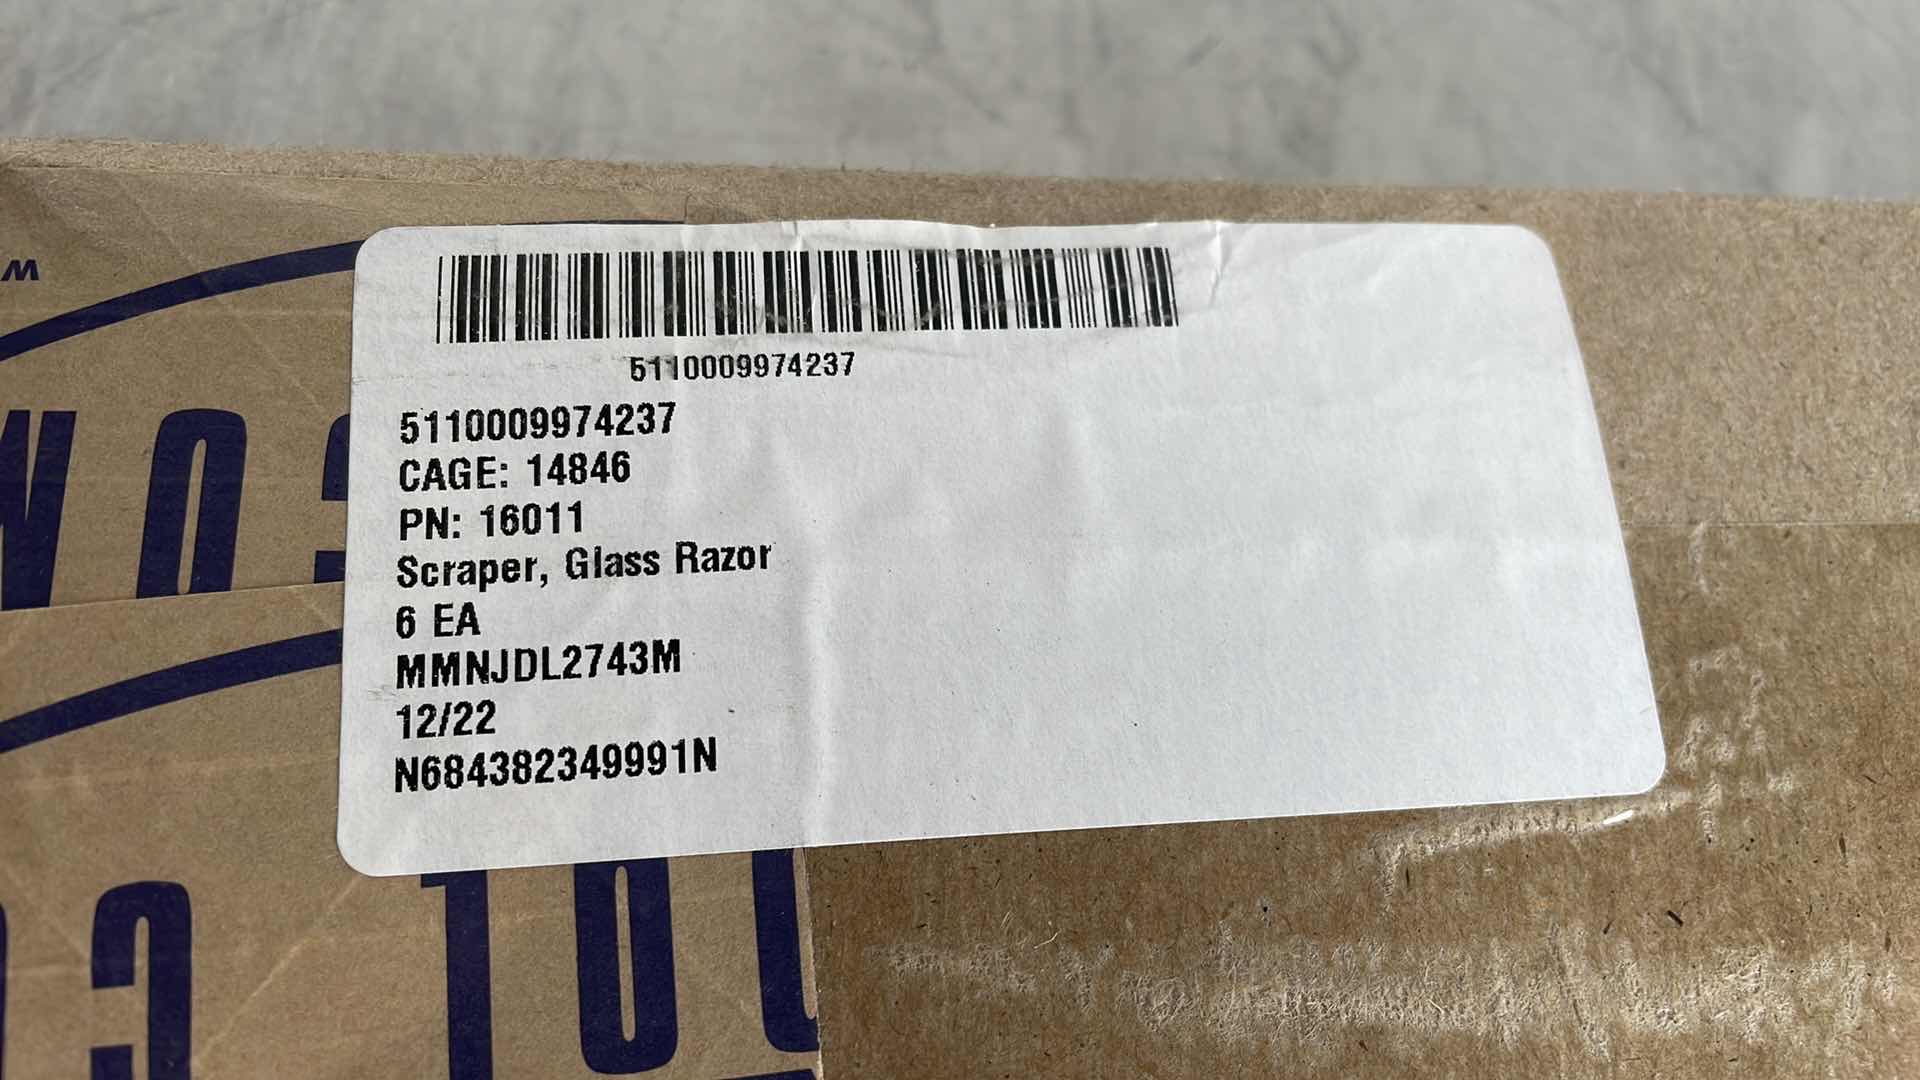 5110009974237
5110009974237
CAGE: 14846
PN: 16011
Scraper, Glass Razor
6 EA
MMNJDL2743M
12/22
N684382349991N